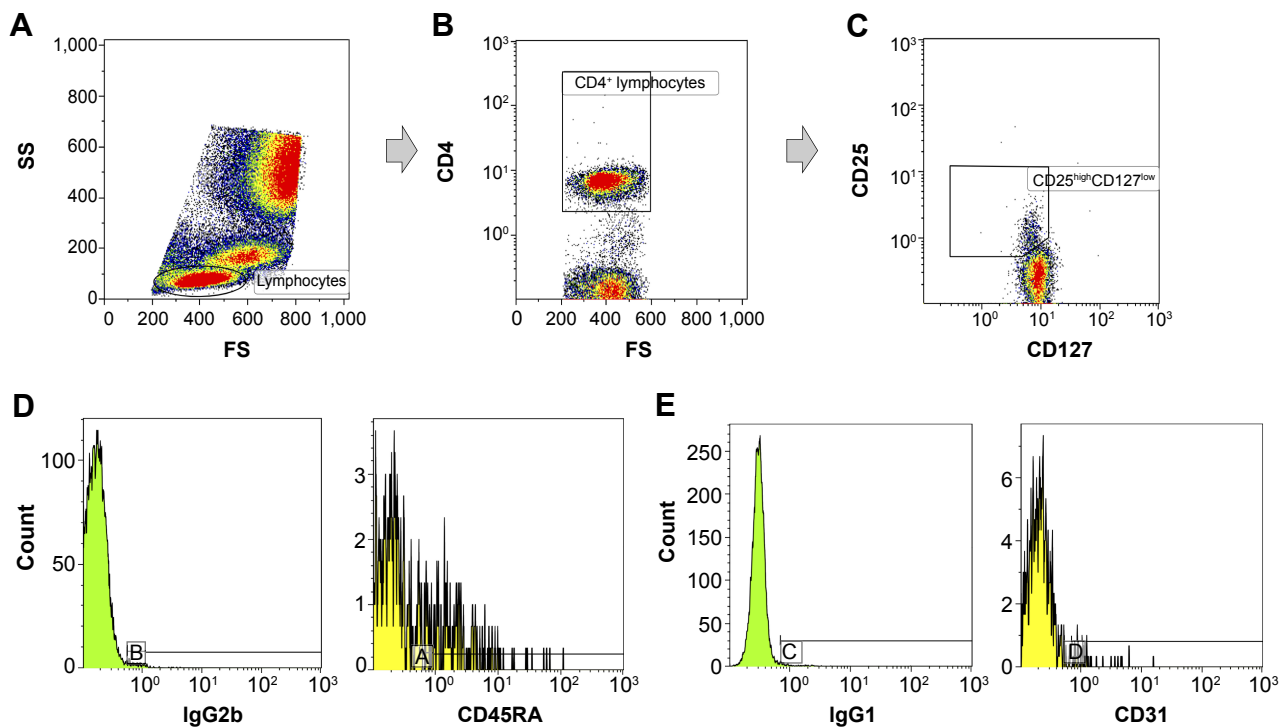 A
1,000
800
600
400
200
0
SS
Lymphocytes
0 200 400 600 800 1,000
FS
B
10³
10²
10¹
10⁰
CD4
CD4⁺ lymphocytes
0 200 400 600 800 1,000
FS
C
10³
10²
10¹
10⁰
CD25
CD25ʰⁱᵍʰCD127ˡᵒʷ
10⁰ 10¹ 10² 10³
CD127
D
100
50
0
Count
B
10⁰ 10¹ 10² 10³
IgG2b
3
2
1
0
A
10⁰ 10¹ 10² 10³
CD45RA
E
250
200
150
100
50
0
Count
C
10⁰ 10¹ 10² 10³
IgG1
6
4
2
0
D
10⁰ 10¹ 10² 10³
CD31